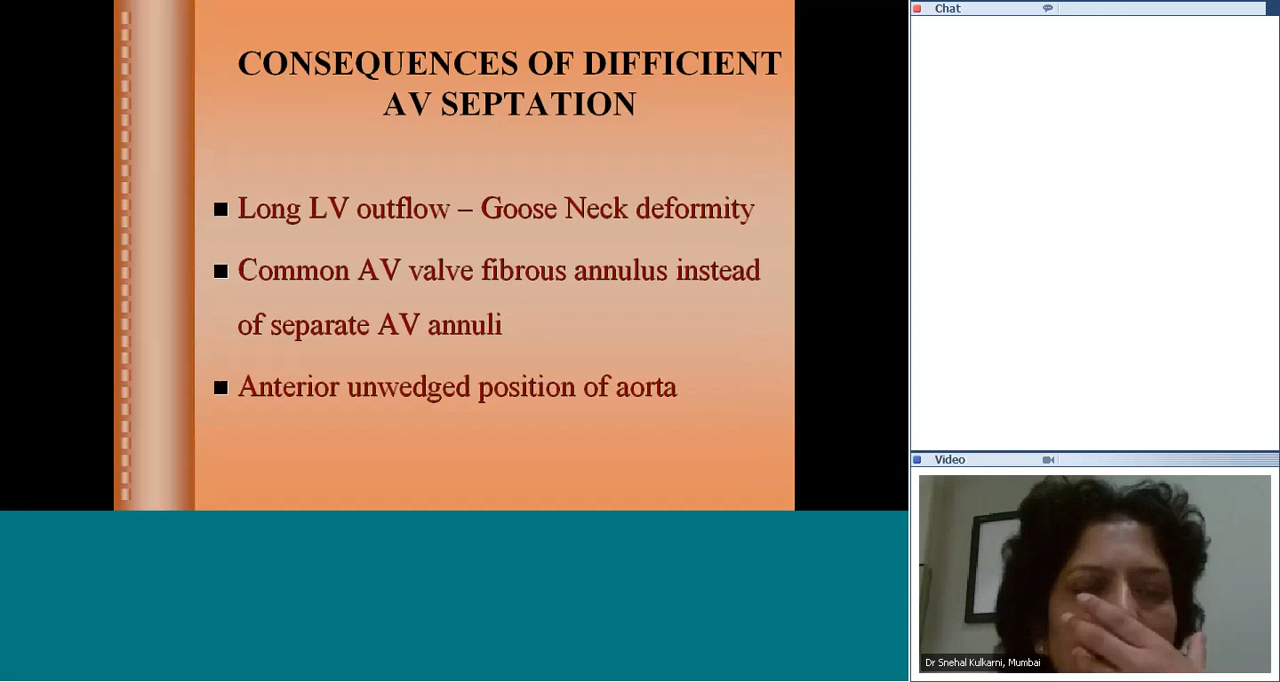 CONSEQUENCES OF DIFFICIENT
AV SEPTATION
■ Long LV outflow – Goose Neck deformity
■ Common AV valve fibrous annulus instead
of separate AV annuli
■ Anterior unwedged position of aorta
Chat
Video
Dr Snehal Kulkarni, Mumbai